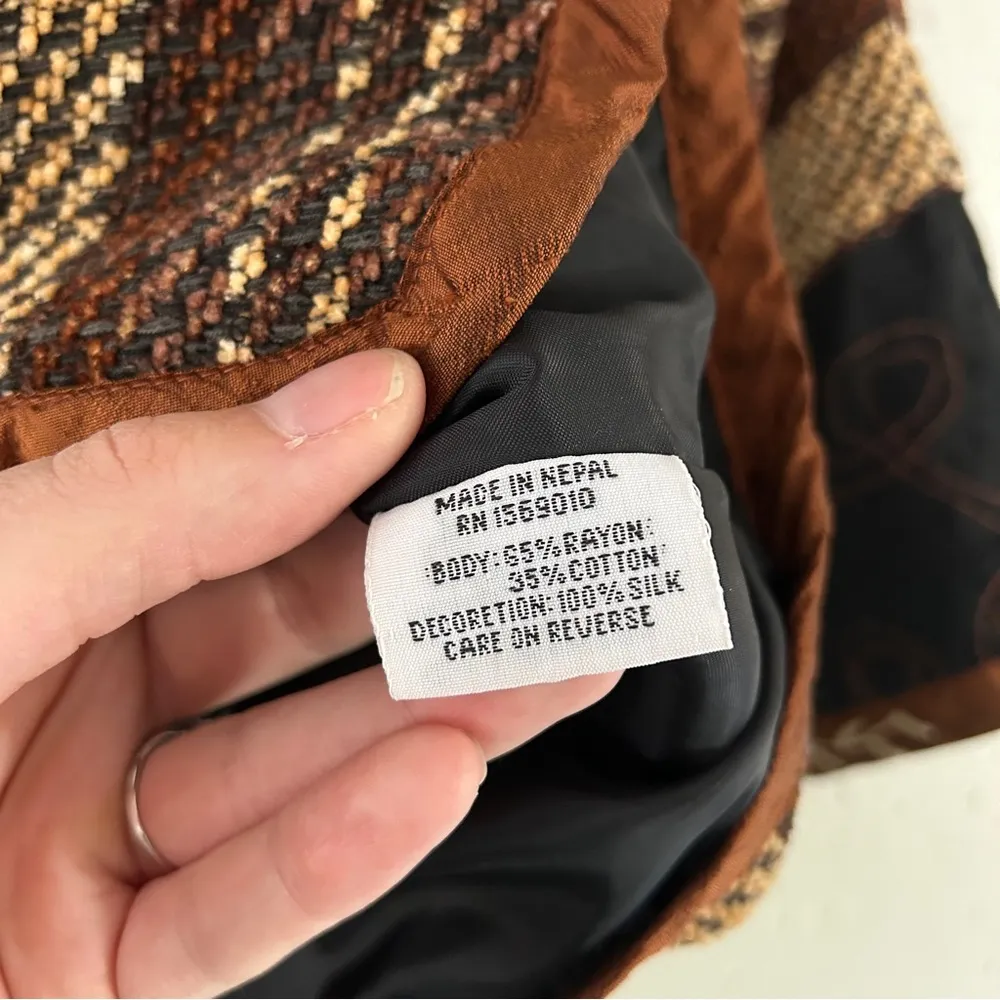 MADE IN NEPAL
RN 1569010
BODY: 65%RAYON:
35%COTTON
DECORETION: 100%SILK
CARE ON REVERSE